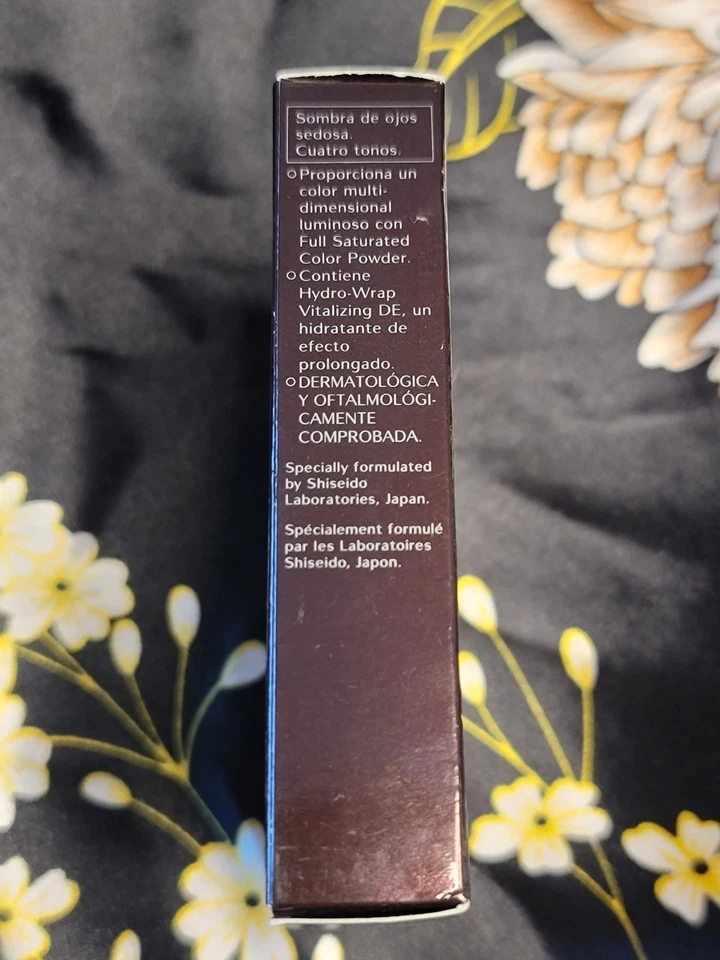 Sombra de ojos
sedosa.
Cuatro tonos.
Proporciona un
color multi-
dimensional
luminoso con
Full Saturated
Color Powder.
Contiene
Hydro-Wrap
Vitalizing DE, un
hidratante de
efecto
prolongado.
DERMATOLÓGICA
Y OFTALMOLÓGI-
CAMENTE
COMPROBADA.
Specially formulated
by Shiseido
Laboratories, Japan.
Spécialement formulé
par les Laboratoires
Shiseido, Japon.